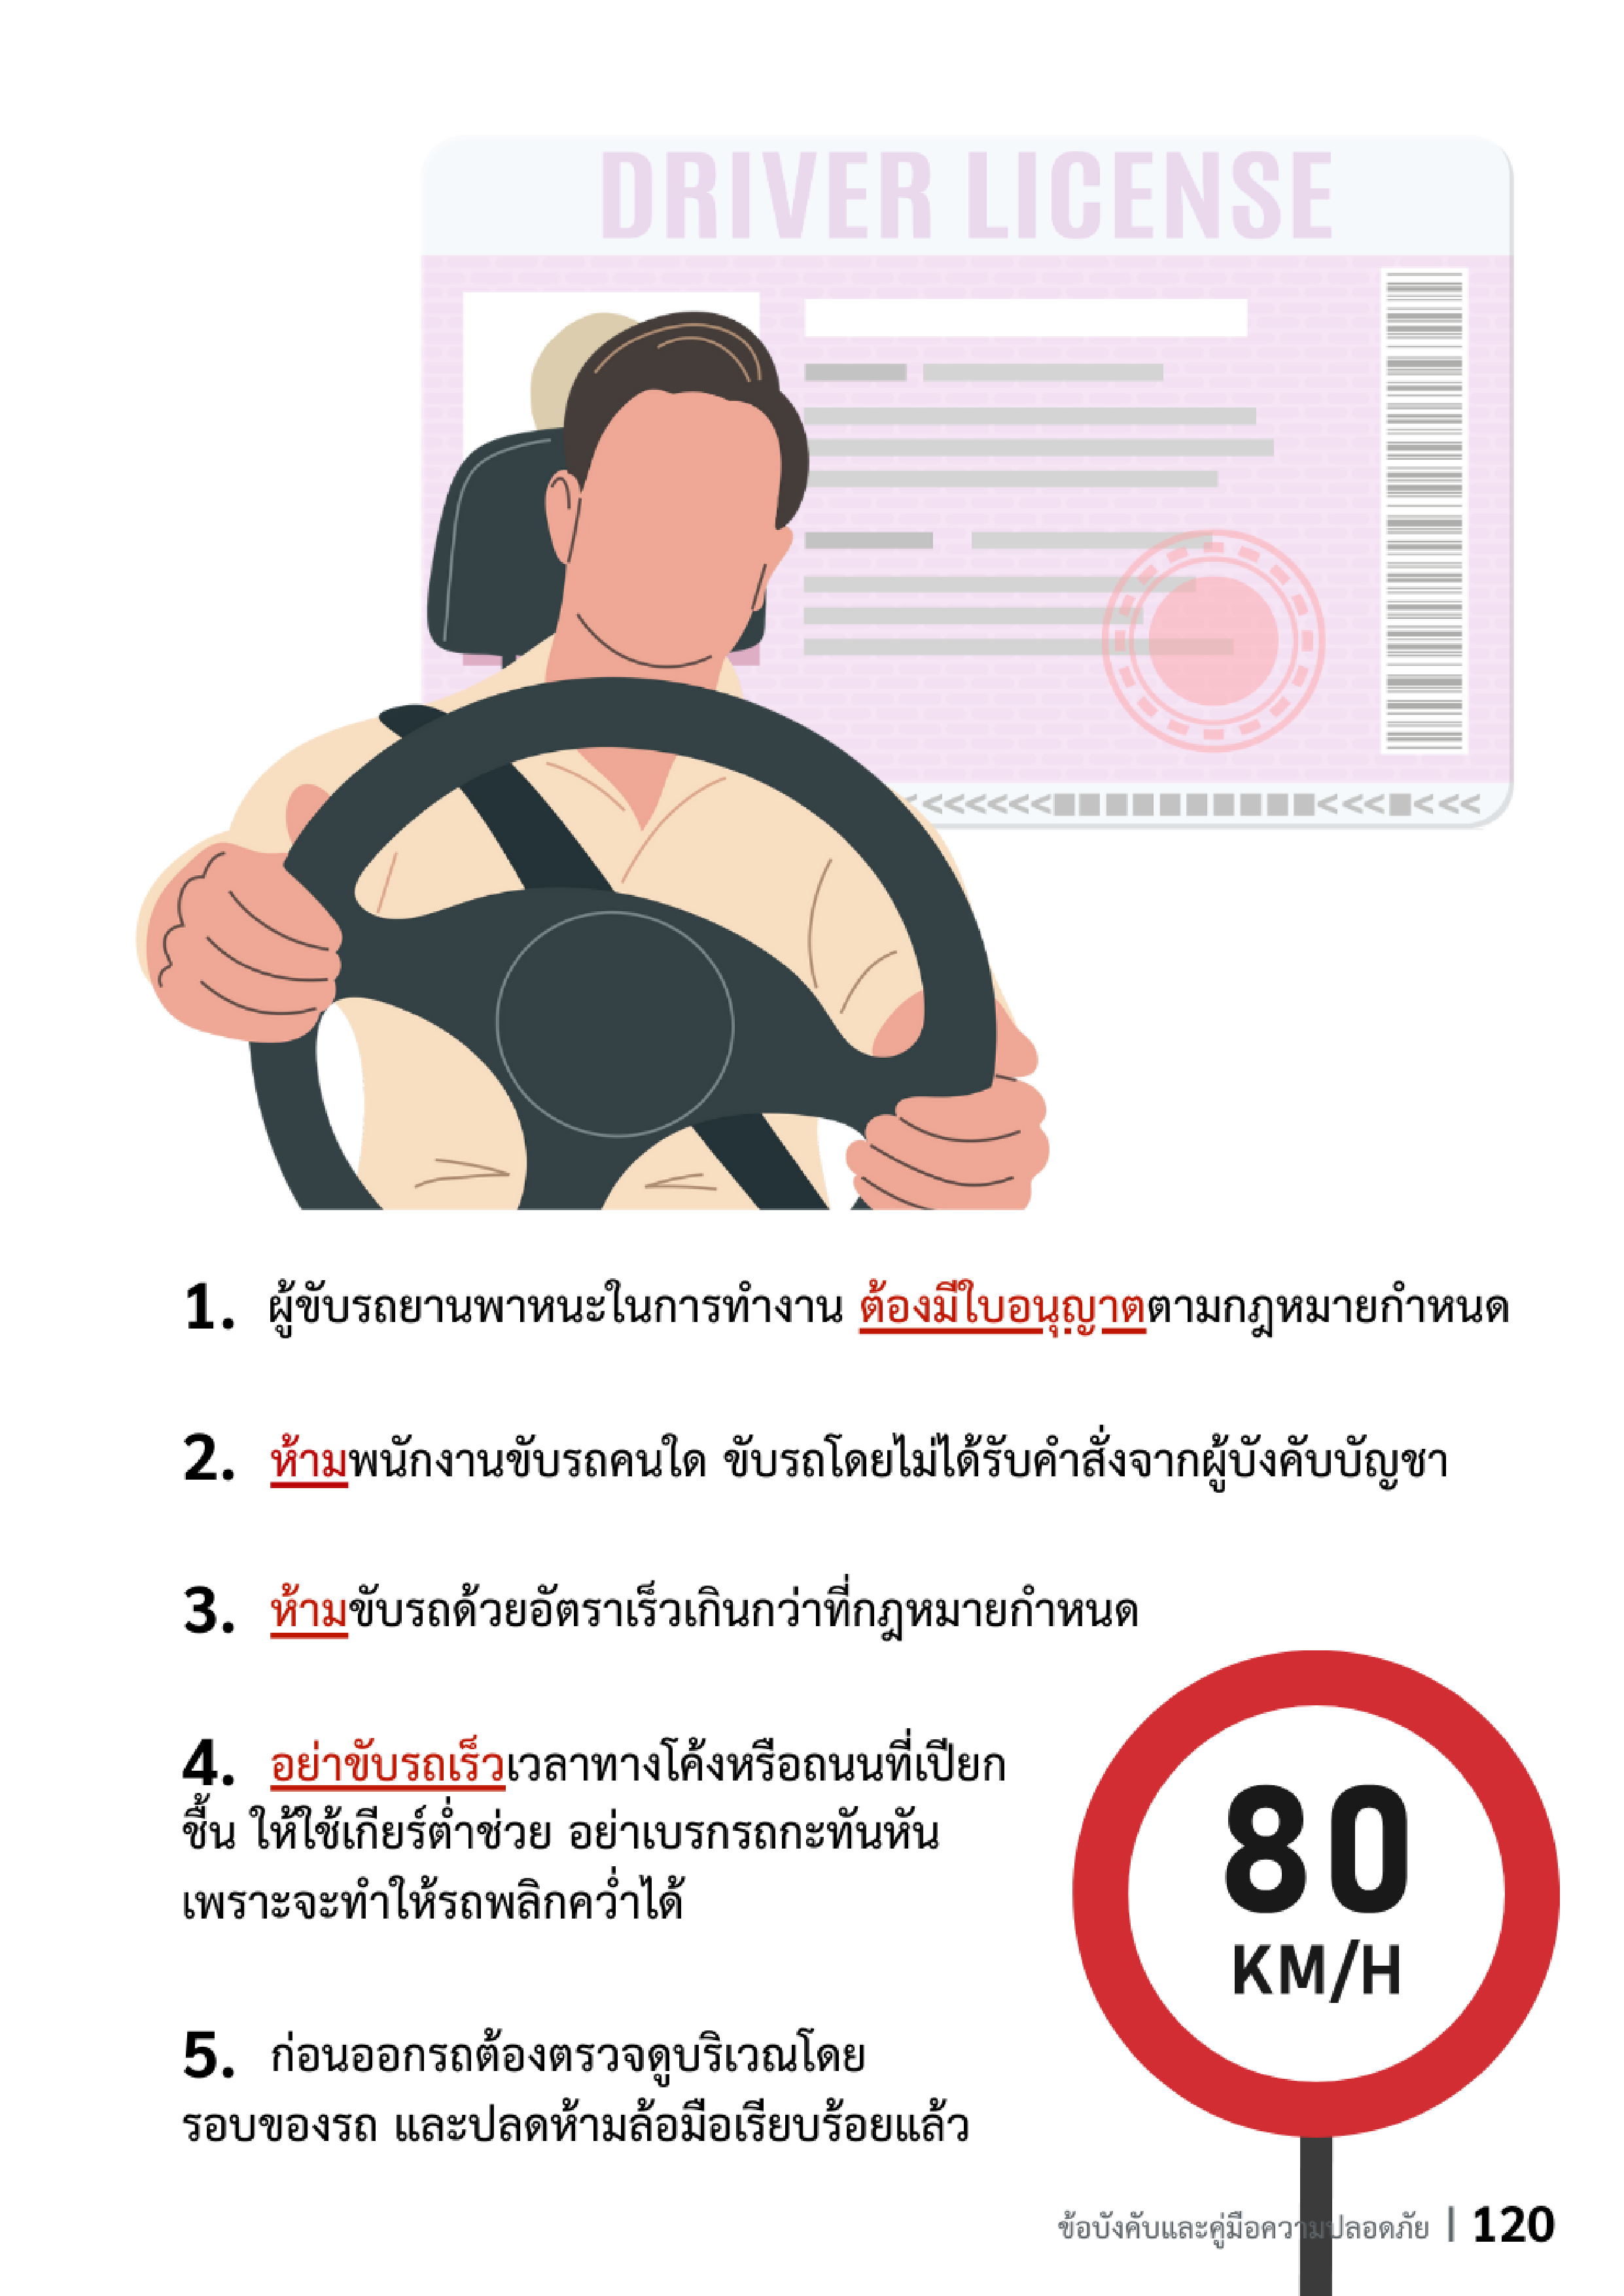 DRIVER LICENSE
1. ผู้ขับรถยานพาหนะในการทำงาน ต้องมีใบอนุญาตตามกฎหมายกำหนด
2. ห้ามพนักงานขับรถคนใด ขับรถโดยไม่ได้รับคำสั่งจากผู้บังคับบัญชา
3. ห้ามขับรถด้วยอัตราเร็วเกินกว่าที่กฎหมายกำหนด
4. อย่าขับรถเร็วเวลาทางโค้งหรือถนนที่เปียก
ชื้น ให้ใช้เกียร์ต่ำช่วย อย่าเบรกรถกะทันหัน
เพราะจะทำให้รถพลิกคว่ำได้
80
KM/H
5. ก่อนออกรถต้องตรวจดูบริเวณโดย
รอบของรถ และปลดห้ามล้อมือเรียบร้อยแล้ว
ข้อบังคับและคู่มือความปลอดภัย | 120